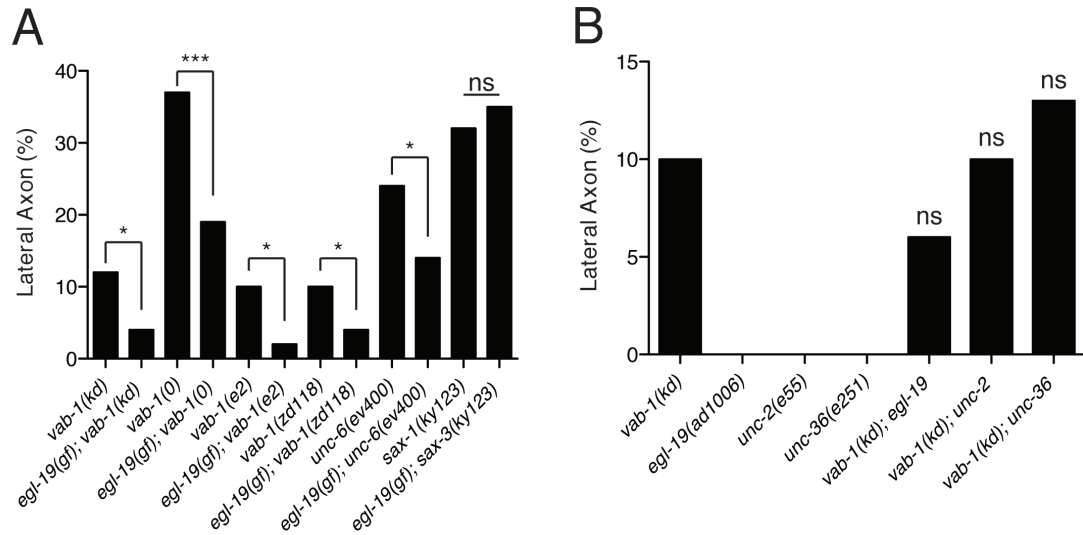 A
Lateral Axon (%)
40
30
20
10
0
*
***
*
*
*
ns
vab-1(kd)
egl-19(gf); vab-1(kd)
vab-1(0)
egl-19(gf); vab-1(0)
vab-1(e2)
egl-19(gf); vab-1(e2)
vab-1(zd118)
egl-19(gf); vab-1(zd118)
unc-6(ev400)
egl-19(gf); unc-6(ev400)
sax-1(ky123)
egl-19(gf); sax-3(ky123)
B
Lateral Axon (%)
15
10
5
0
ns
ns
ns
vab-1(kd)
egl-19(ad1006)
unc-2(e55)
unc-36(e251)
vab-1(kd); egl-19
vab-1(kd); unc-2
vab-1(kd); unc-36